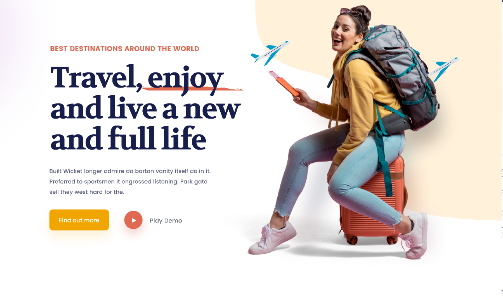 BEST DESTINATIONS AROUND THE WORLD
Travel, enjoy
and live a new
and full life
Built Wicket longer admire do barton vanity itself do in it.
Preferred to sportsmen it engrossed listening. Park gate
sell they west hard for the.
Find out more
Play Demo